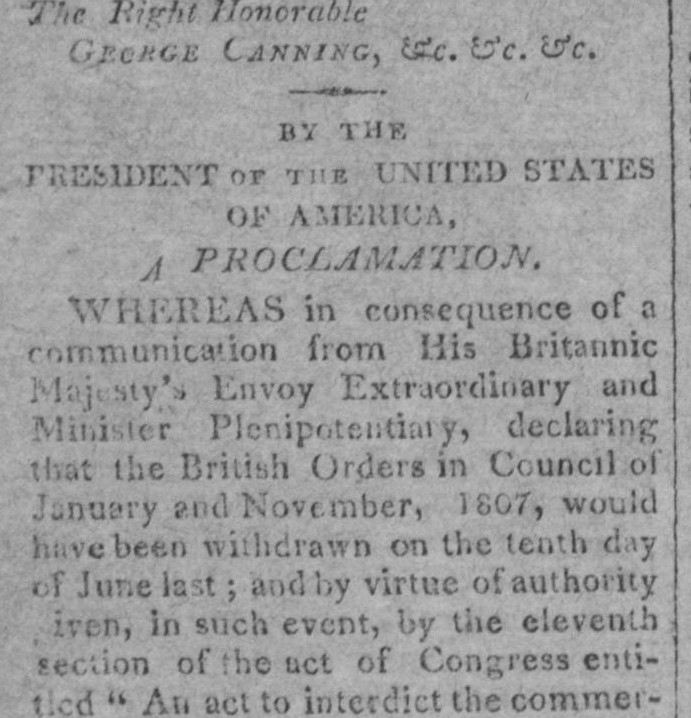 The Right Honorable
GEORGE CANNING, &c. &c. &c.
BY THE
PRESIDENT OF THE UNITED STATES
OF AMERICA,
A PROCLAMATION.
WHEREAS in consequence of a
communication from His Britannic
Majesty's Envoy Extraordinary and
Minister Plenipotentiary, declaring
that the British Orders in Council of
January and November, 1807, would
have been withdrawn on the tenth day
of June last; and by virtue of authority
iven, in such event, by the eleventh
section of the act of Congress enti-
tled “ An act to interdict the commer-